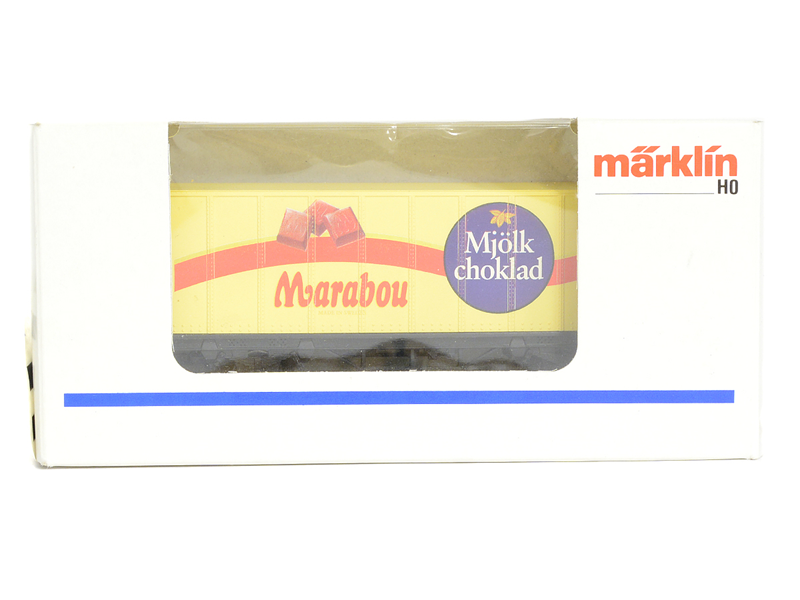 märklin
HO
Mjölk
choklad
Marabou